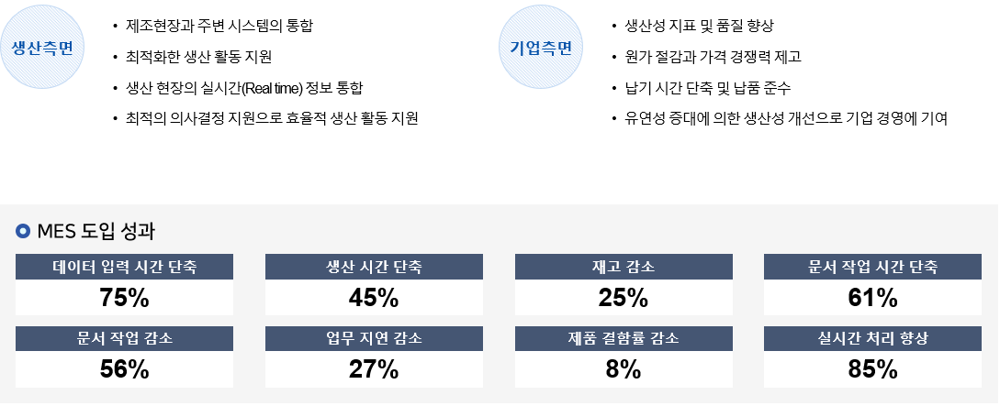 생산측면
• 제조현장과 주변 시스템의 통합
• 최적화한 생산 활동 지원
• 생산 현장의 실시간(Real time) 정보 통합
• 최적의 의사결정 지원으로 효율적 생산 활동 지원
기업측면
• 생산성 지표 및 품질 향상
• 원가 절감과 가격 경쟁력 제고
• 납기 시간 단축 및 납품 준수
• 유연성 증대에 의한 생산성 개선으로 기업 경영에 기여
MES 도입 성과
데이터 입력 시간 단축
75%
생산 시간 단축
45%
재고 감소
25%
문서 작업 시간 단축
61%
문서 작업 감소
56%
업무 지연 감소
27%
제품 결함률 감소
8%
실시간 처리 향상
85%